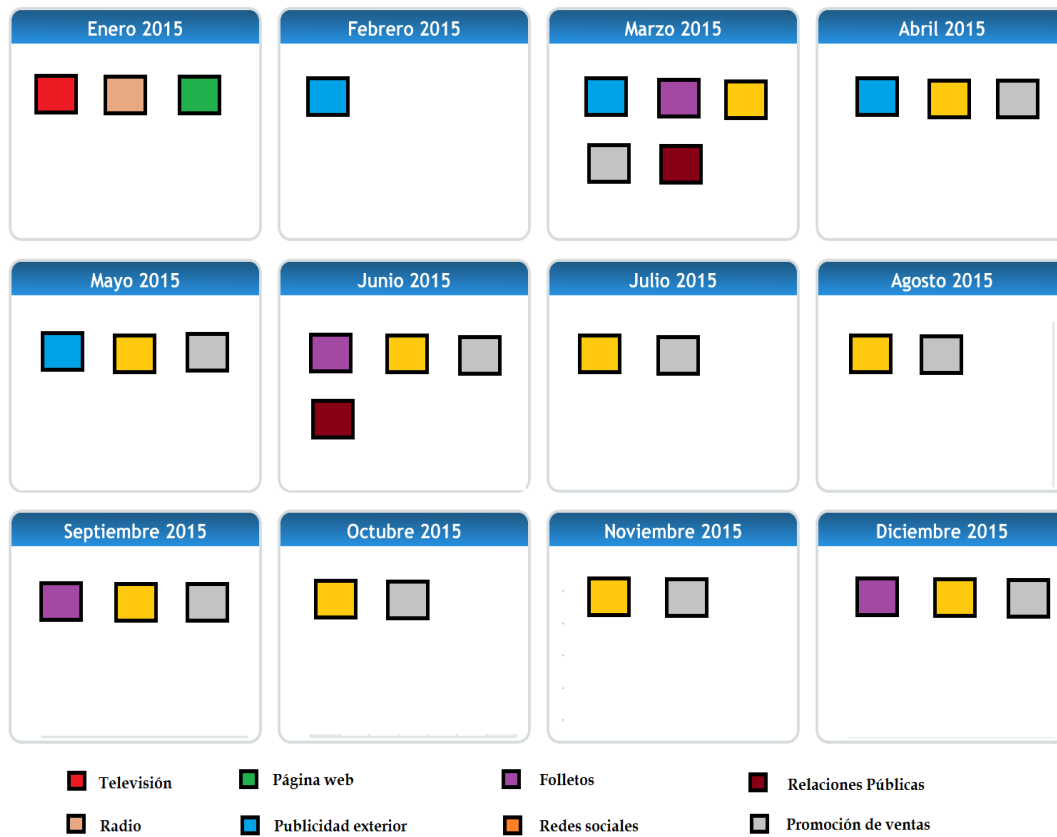 Enero 2015
Febrero 2015
Marzo 2015
Abril 2015
Mayo 2015
Junio 2015
Julio 2015
Agosto 2015
Septiembre 2015
Octubre 2015
Noviembre 2015
Diciembre 2015
Televisión
Página web
Folletos
Relaciones Públicas
Radio
Publicidad exterior
Redes sociales
Promoción de ventas